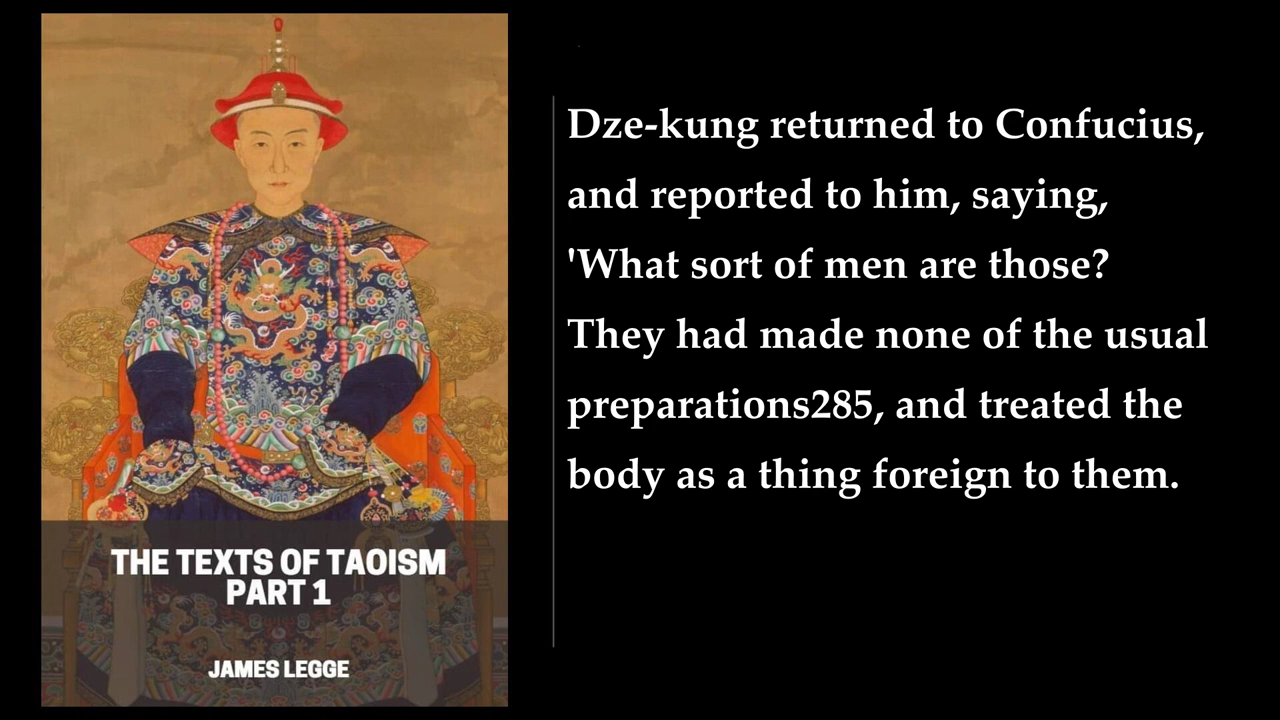 THE TEXTS OF TAOISM
PART 1
JAMES LEGGE
Dze-kung returned to Confucius,
and reported to him, saying,
'What sort of men are those?
They had made none of the usual
preparations285, and treated the
body as a thing foreign to them.